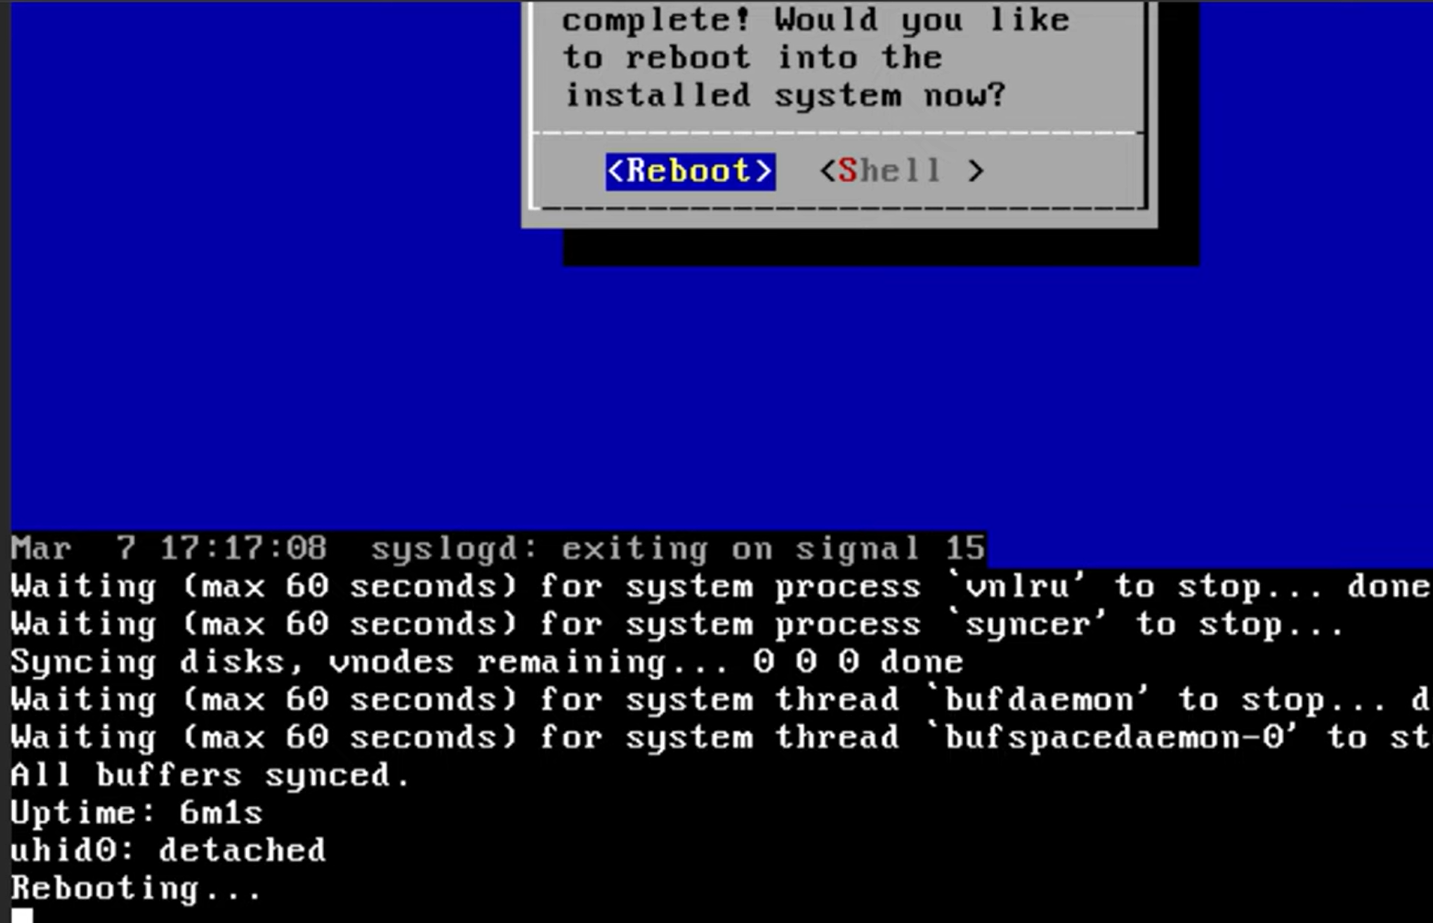 complete! Would you like
to reboot into the
installed system now?
<Reboot> <Shell >
Mar  7 17:17:08  syslogd: exiting on signal 15
Waiting (max 60 seconds) for system process `vnlru' to stop... done
Waiting (max 60 seconds) for system process `syncer' to stop...
Syncing disks, vnodes remaining... 0 0 0 done
Waiting (max 60 seconds) for system thread `bufdaemon' to stop... d
Waiting (max 60 seconds) for system thread `bufspacedaemon-0' to st
All buffers synced.
Uptime: 6m1s
uhid0: detached
Rebooting...